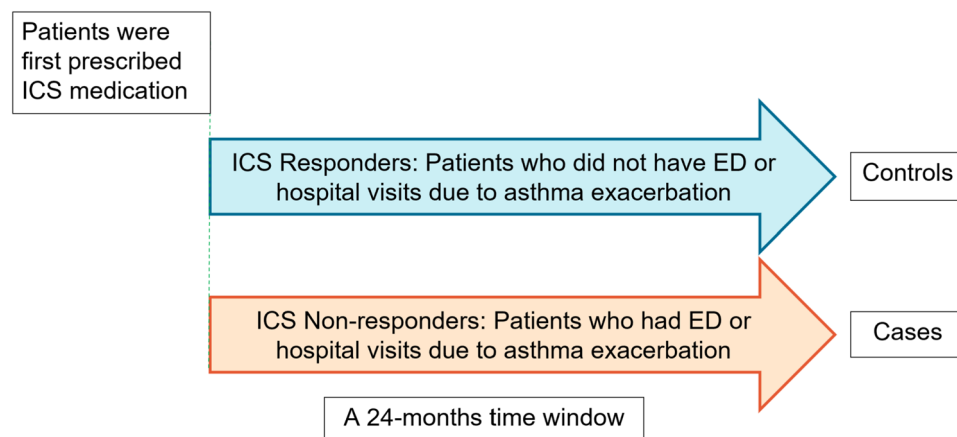 Patients were
first prescribed
ICS medication
ICS Responders: Patients who did not have ED or
hospital visits due to asthma exacerbation
Controls
ICS Non-responders: Patients who had ED or
hospital visits due to asthma exacerbation
Cases
A 24-months time window